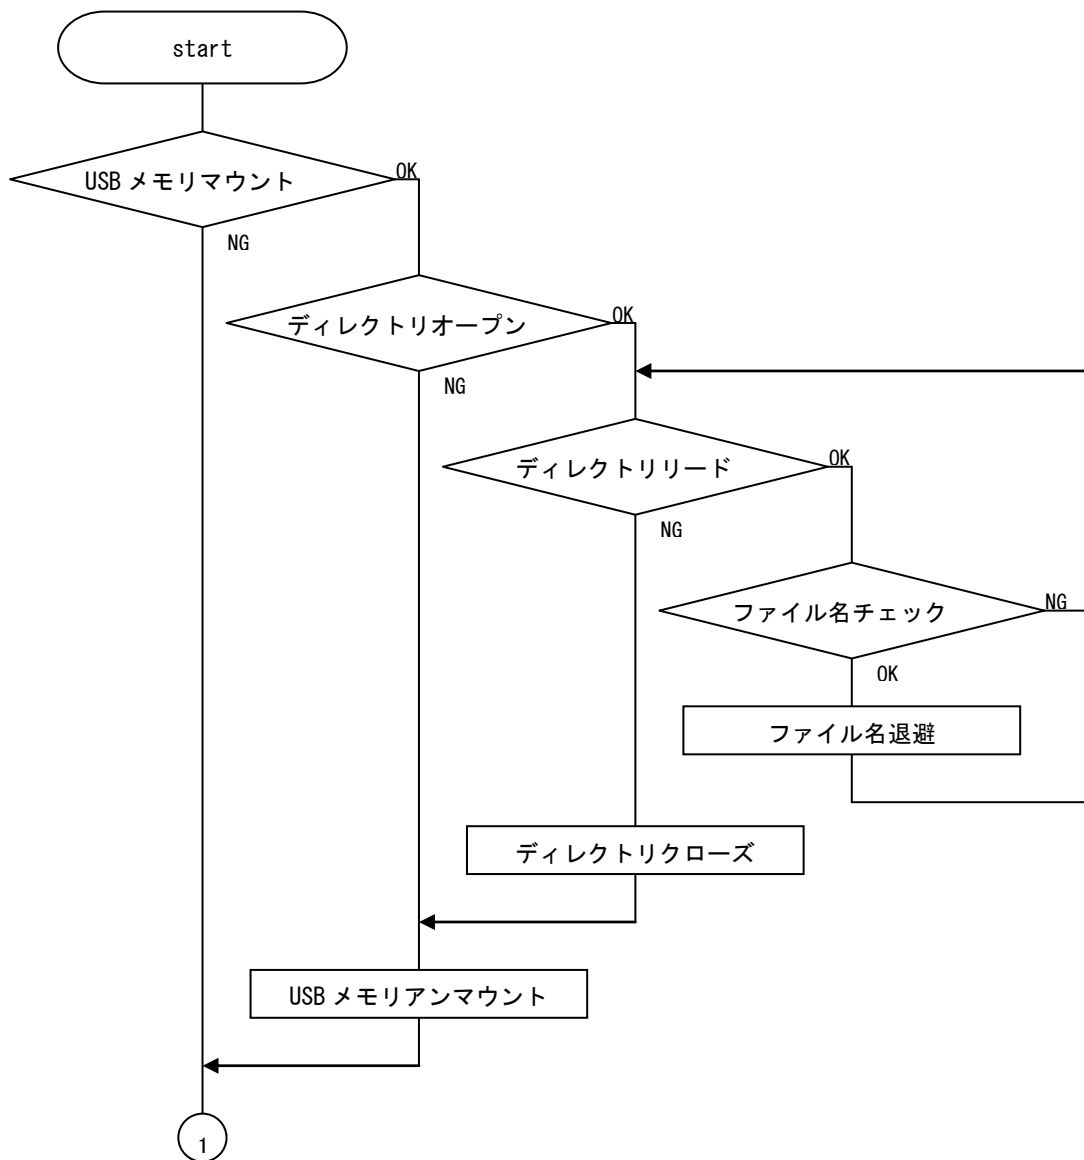 start
USB メモリマウント
OK
NG
ディレクトリオープン
OK
NG
ディレクトリリード
OK
NG
ファイル名チェック
NG
OK
ファイル名退避
ディレクトリクローズ
USB メモリアンマウント
1